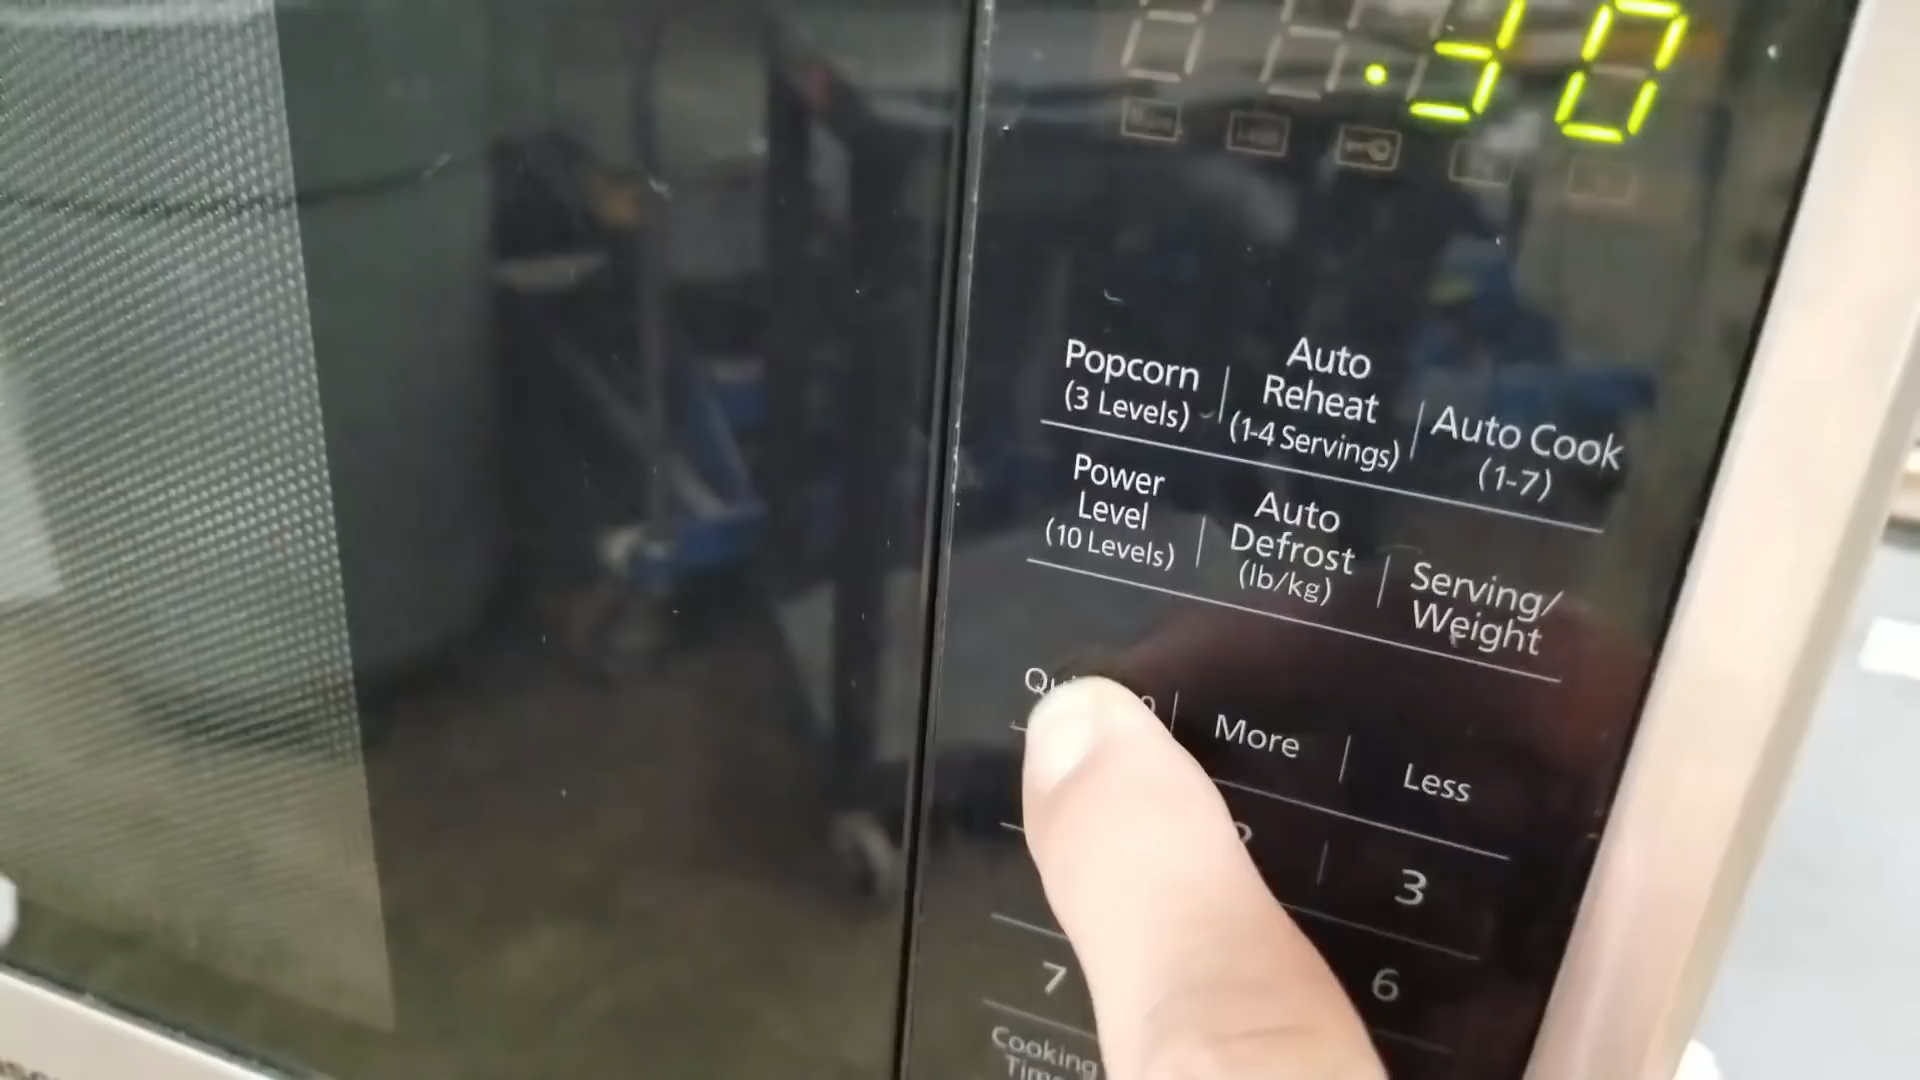 .30
Popcorn
(3 Levels)
Auto
Reheat
(1-4 Servings)
Auto Cook
(1-7)
Power
Level
(10 Levels)
Auto
Defrost
(lb/kg)
Serving/
Weight
More
Less
3
7
6
Cooking